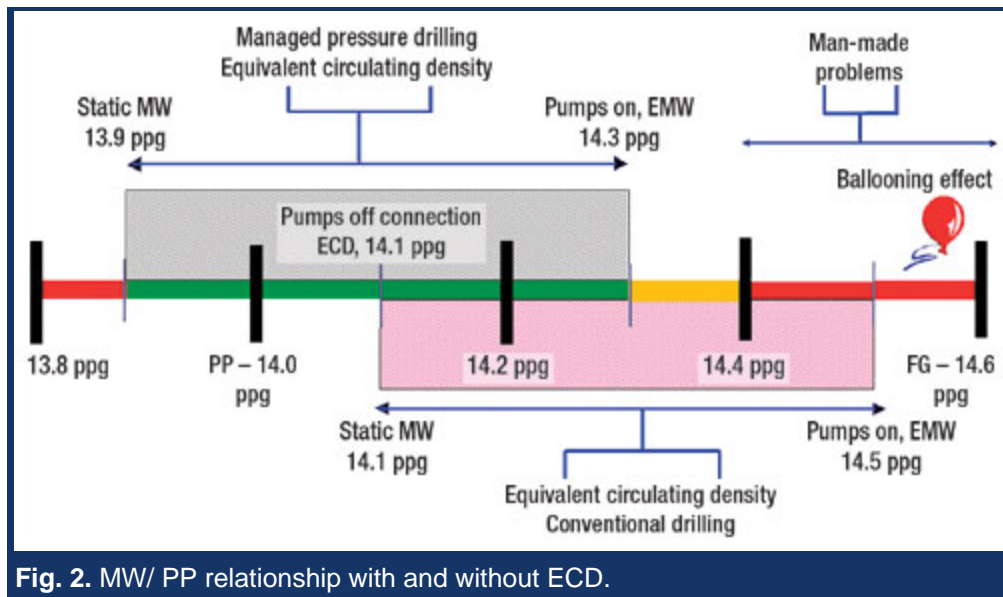 Managed pressure drilling
Equivalent circulating density
Man-made
problems
Static MW
13.9 ppg
Pumps on, EMW
14.3 ppg
Ballooning effect
Pumps off connection
ECD, 14.1 ppg
13.8 ppg
PP – 14.0
ppg
14.2 ppg
14.4 ppg
FG – 14.6
ppg
Static MW
14.1 ppg
Pumps on, EMW
14.5 ppg
Equivalent circulating density
Conventional drilling
Fig. 2. MW/ PP relationship with and without ECD.